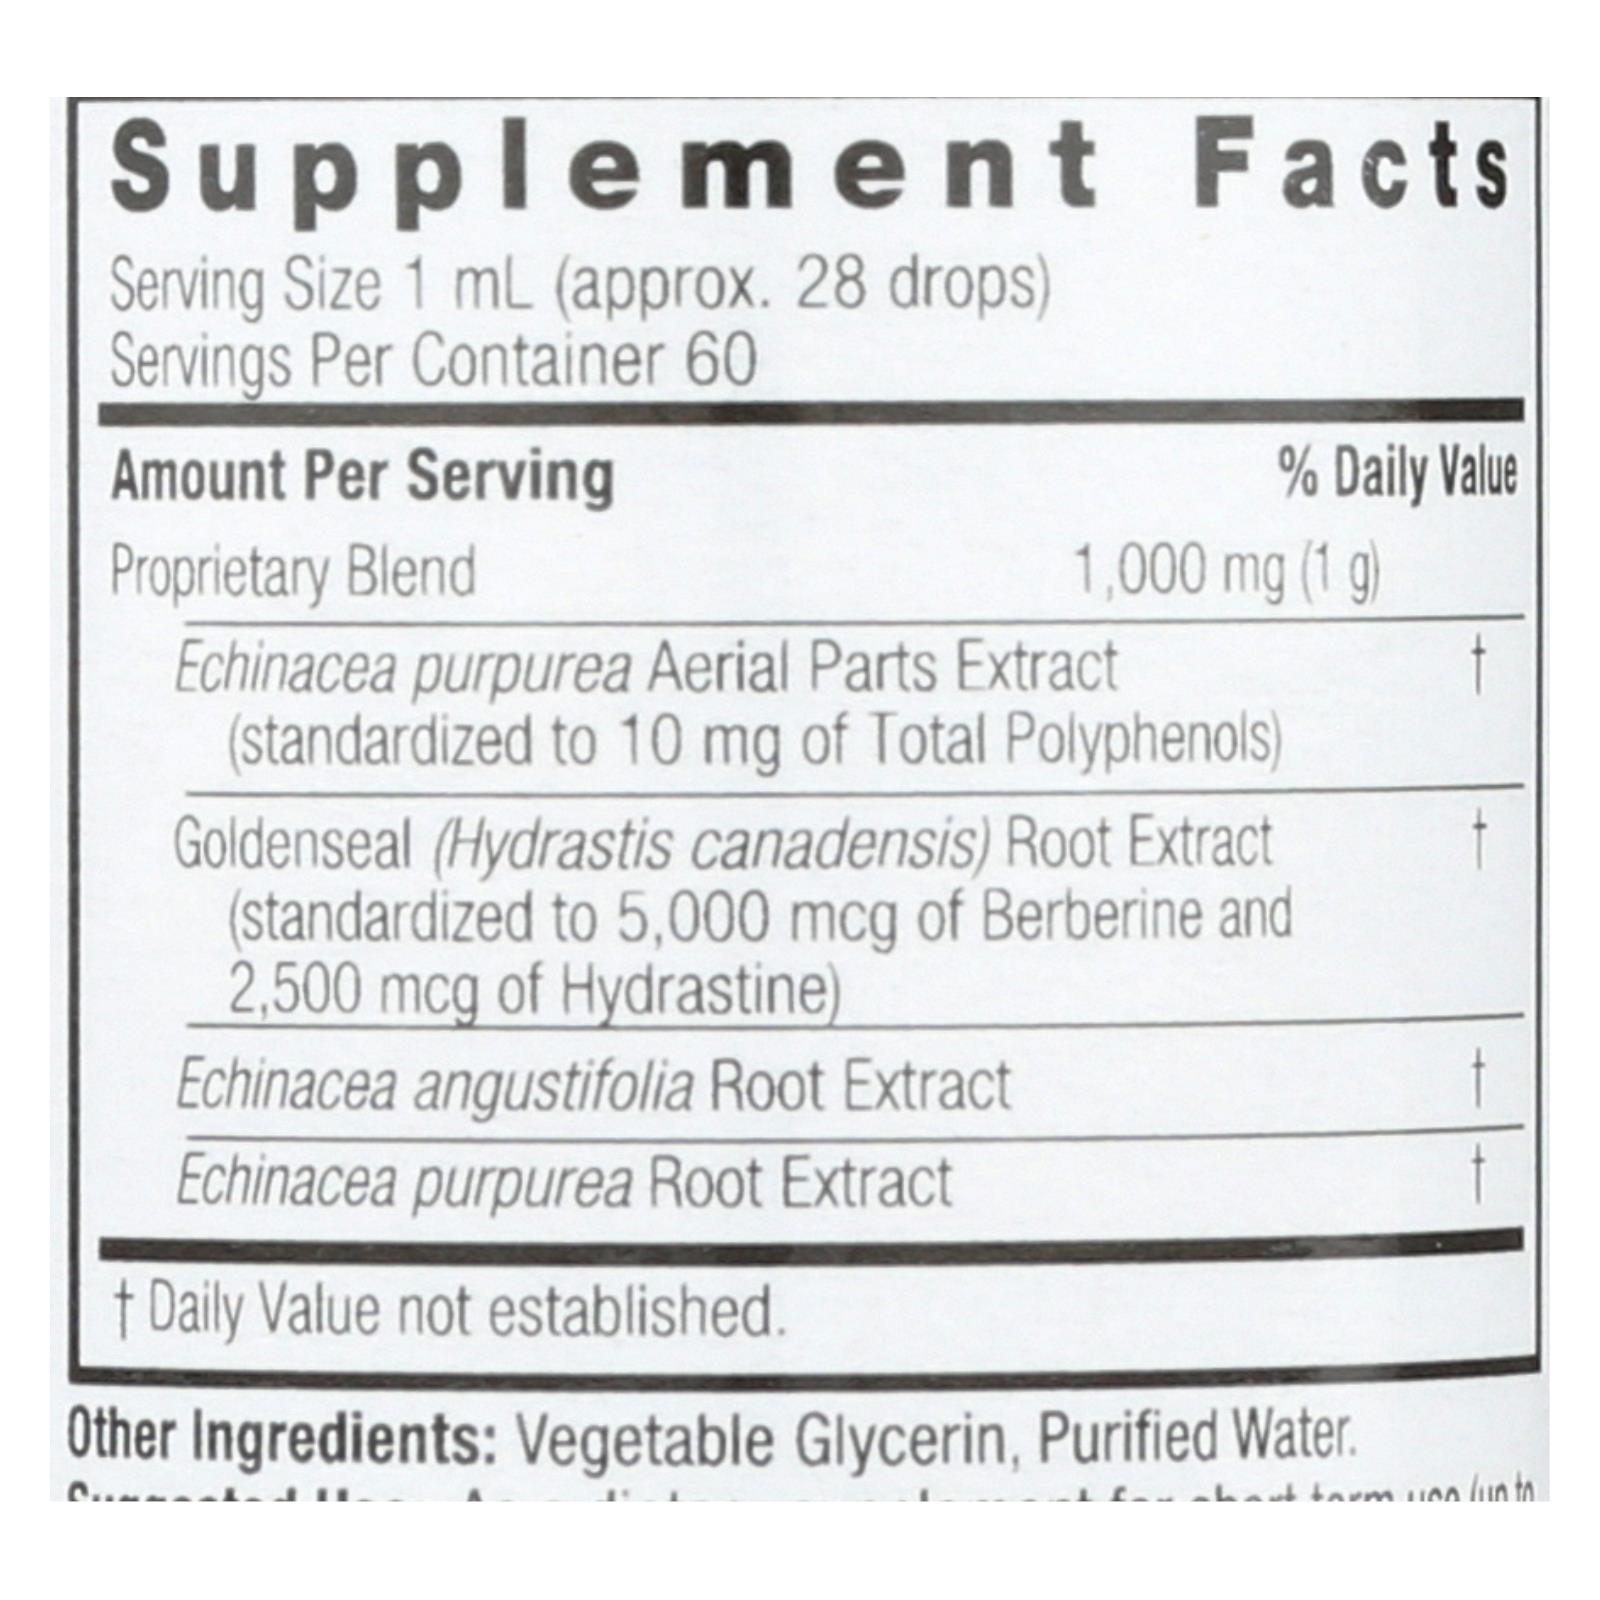 Supplement Facts
Serving Size 1 mL (approx. 28 drops)
Servings Per Container 60
Amount Per Serving % Daily Value
Proprietary Blend 1,000 mg (1 g)
Echinacea purpurea Aerial Parts Extract †
(standardized to 10 mg of Total Polyphenols)
Goldenseal (Hydrastis canadensis) Root Extract †
(standardized to 5,000 mcg of Berberine and
2,500 mcg of Hydrastine)
Echinacea angustifolia Root Extract †
Echinacea purpurea Root Extract †
† Daily Value not established.
Other Ingredients: Vegetable Glycerin, Purified Water.